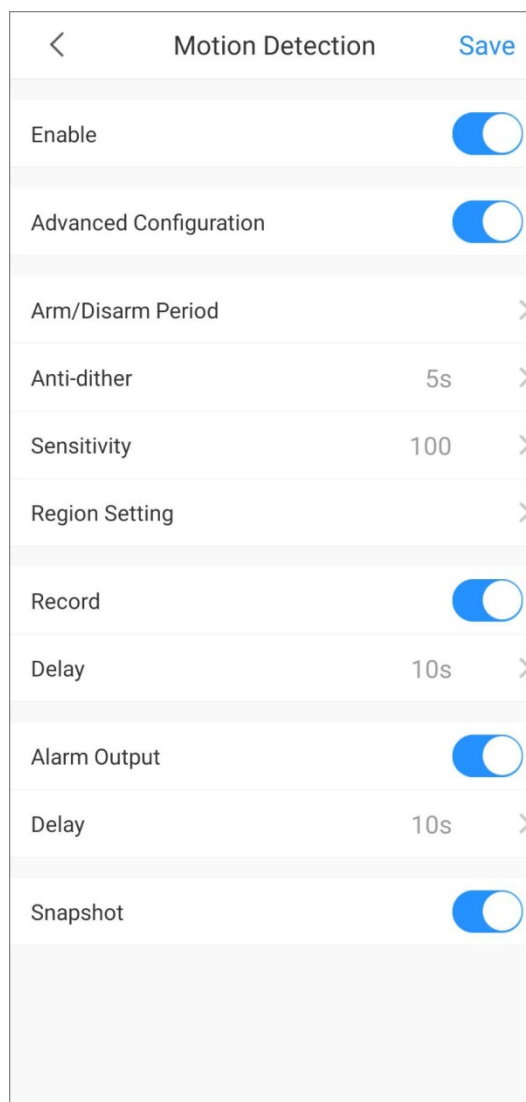 Motion Detection Save
Enable
Advanced Configuration
Arm/Disarm Period
Anti-dither 5s
Sensitivity 100
Region Setting
Record
Delay 10s
Alarm Output
Delay 10s
Snapshot